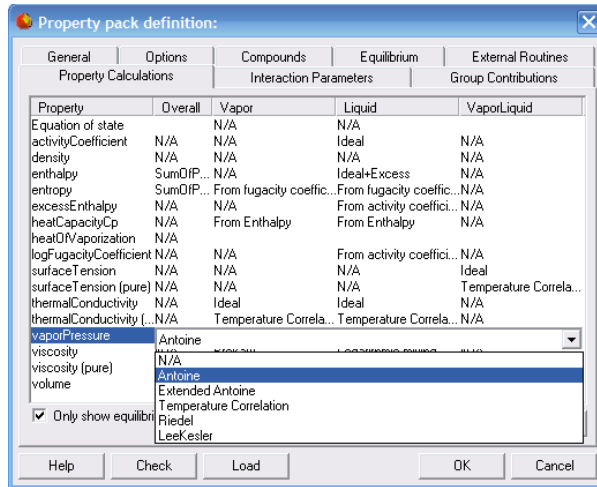 Property pack definition:
General Options Compounds Equilibrium External Routines
Property Calculations Interaction Parameters Group Contributions
Property Overall Vapor Liquid VaporLiquid
Equation of state N/A N/A
activityCoefficient N/A N/A Ideal N/A
density N/A N/A N/A N/A
enthalpy SumOfP... N/A Ideal+Excess N/A
entropy SumOfP... From fugacity coeffic... From fugacity coeffic... N/A
excessEnthalpy N/A N/A From activity coeffici... N/A
heatCapacityCp N/A From Enthalpy From Enthalpy N/A
heatOfVaporization N/A
logFugacityCoefficient N/A N/A From activity coeffici... N/A
surfaceTension N/A N/A N/A Ideal
surfaceTension (pure) N/A N/A N/A Temperature Correla...
thermalConductivity N/A Ideal Ideal N/A
thermalConductivity (... N/A Temperature Correla... Temperature Correla... N/A
vaporPressure Antoine
viscosity
N/A
Antoine
viscosity (pure)
Extended Antoine
volume
Temperature Correlation
Only show equilibri
Riedel
LeeKesler
Help Check Load OK Cancel